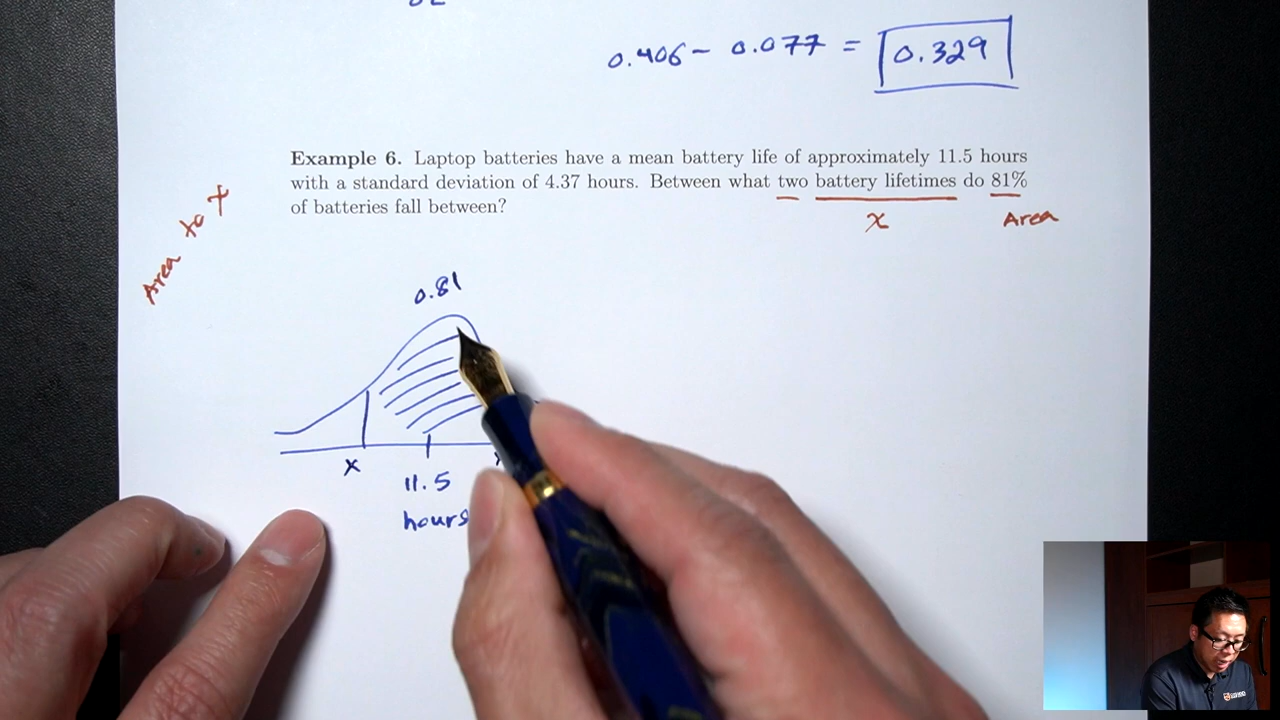 0.406 - 0.077 = 0.329
Example 6. Laptop batteries have a mean battery life of approximately 11.5 hours
with a standard deviation of 4.37 hours. Between what two battery lifetimes do 81%
of batteries fall between?
x
Area
Area to x
0.81
x
11.5
hours